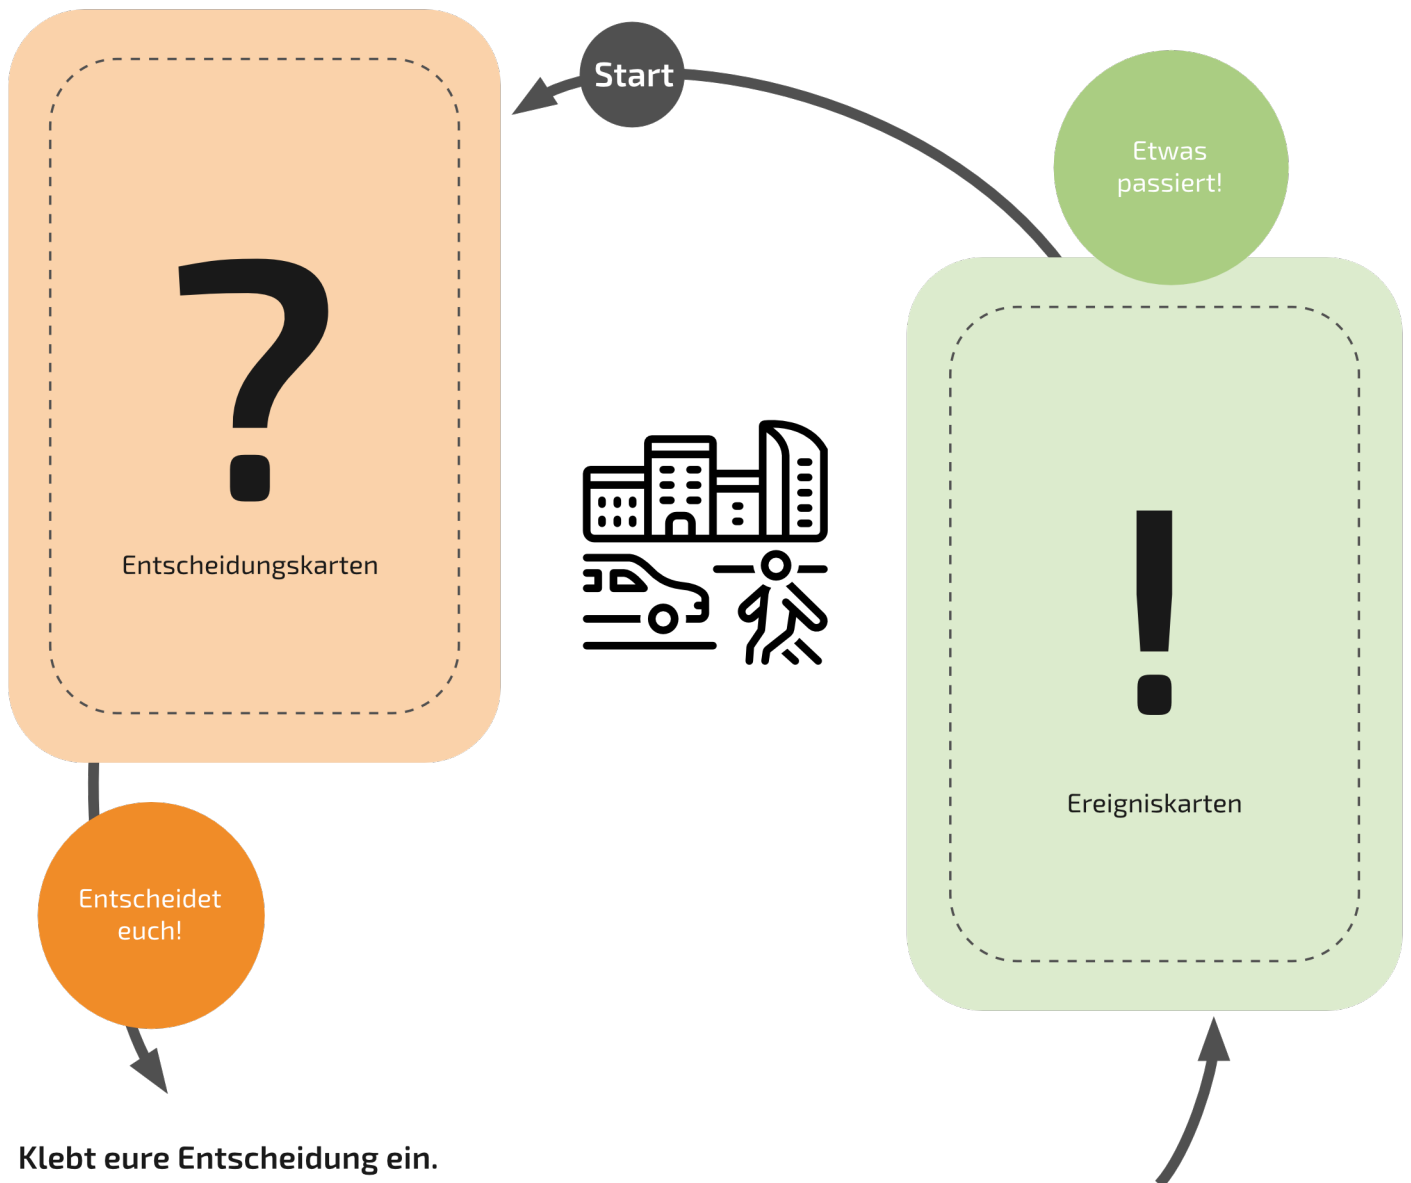 Start
Etwas
passiert!
?
Entscheidungskarten
!
Ereigniskarten
Entscheidet
euch!
Klebt eure Entscheidung ein.